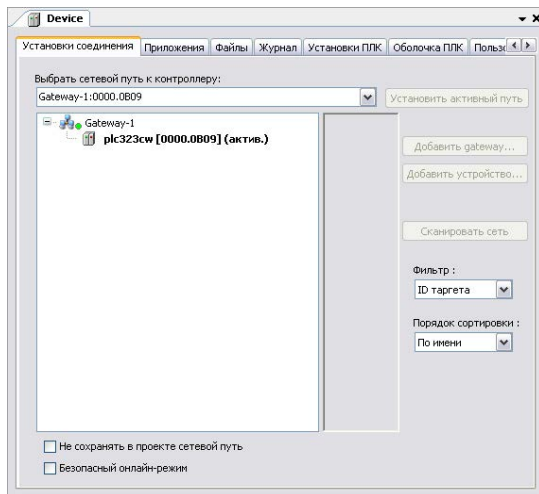 Device
Установки соединения Приложения Файлы Журнал Установки ПЛК Оболочка ПЛК
Выбрать сетевой путь к контроллеру:
Gateway-1:0000.0B09 Установить активный путь
Gateway-1
plc323cw [0000.0B09] (актив.)
Добавить gateway...
Добавить устройство...
Сканировать сеть
Фильтр :
ID таргета
Порядок сортировки :
По имени
Не сохранять в проекте сетевой путь
Безопасный онлайн-режим